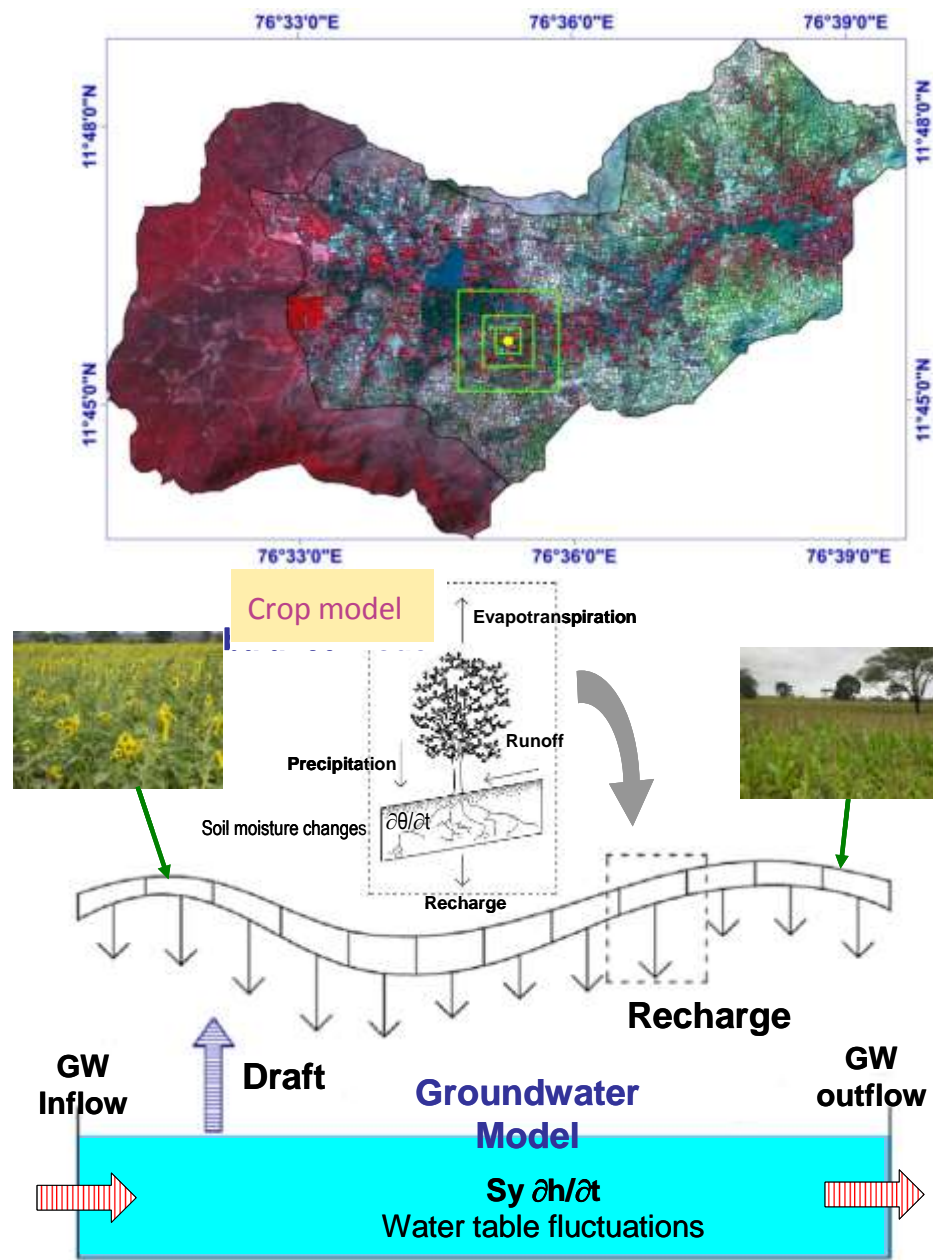 76°33'0"E 76°36'0"E 76°39'0"E
11°48'0"N 11°48'0"N
11°45'0"N 11°45'0"N
76°33'0"E 76°36'0"E 76°39'0"E
Crop model
Evapotranspiration
Runoff
Precipitation
Soil moisture changes ∂θ/∂t
Recharge
Recharge
GW
Inflow
Draft
GW
outflow
Groundwater
Model
Sy ∂h/∂t
Water table fluctuations